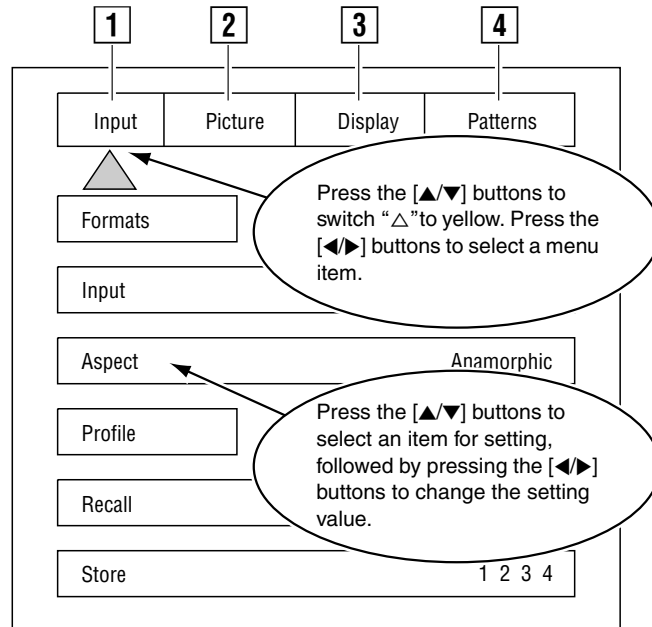 1 2 3 4
Input Picture Display Patterns
Press the [▲/▼] buttons to
switch “△”to yellow. Press the
[◀/▶] buttons to select a menu
item.
Formats
Input
Aspect Anamorphic
Press the [▲/▼] buttons to
select an item for setting,
followed by pressing the [◀/▶]
buttons to change the setting
value.
Profile
Recall
Store 1 2 3 4